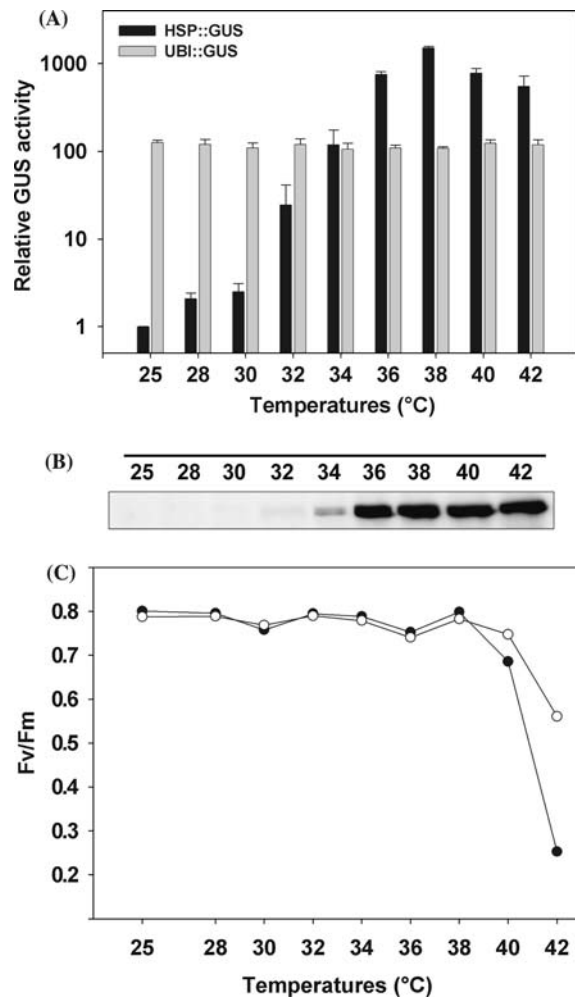 (A)
HSP::GUS
UBI::GUS
1000
100
10
1
Relative GUS activity
25 28 30 32 34 36 38 40 42
Temperatures (°C)
(B)
25 28 30 32 34 36 38 40 42
(C)
0.8
0.7
0.6
0.5
0.4
0.3
0.2
Fv/Fm
25 28 30 32 34 36 38 40 42
Temperatures (°C)